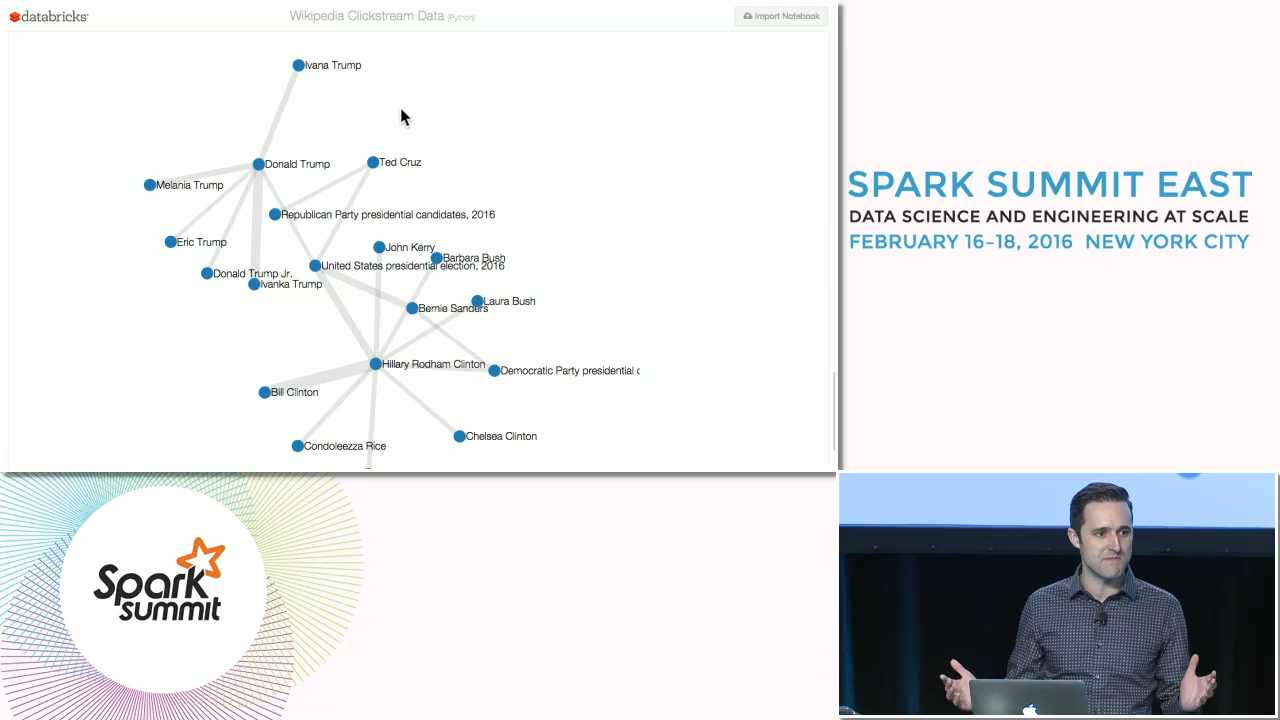 databricks
Wikipedia Clickstream Data (Python)
Import Notebook
Ivana Trump
Donald Trump
Ted Cruz
Melania Trump
Republican Party presidential candidates, 2016
Eric Trump
John Kerry
Barbara Bush
United States presidential election, 2016
Donald Trump Jr.
Ivanka Trump
Laura Bush
Bernie Sanders
Hillary Rodham Clinton
Democratic Party presidential c
Bill Clinton
Chelsea Clinton
Condoleezza Rice
SPARK SUMMIT EAST
DATA SCIENCE AND ENGINEERING AT SCALE
FEBRUARY 16–18, 2016 NEW YORK CITY
Spark
summit